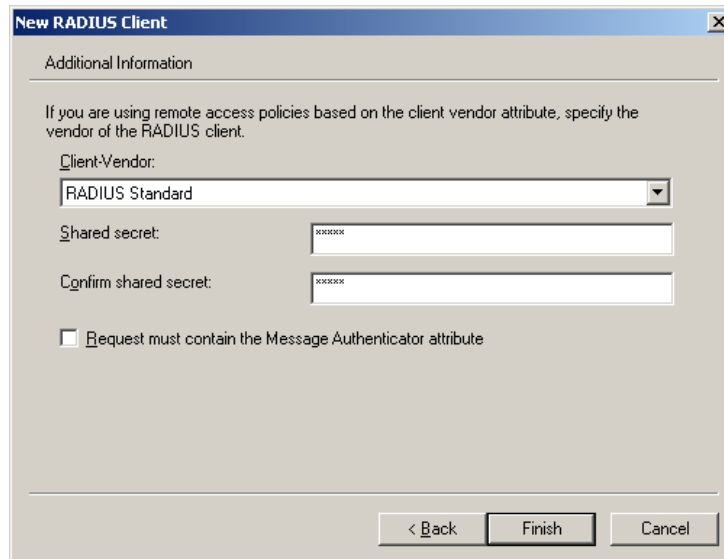 New RADIUS Client
Additional Information
If you are using remote access policies based on the client vendor attribute, specify the
vendor of the RADIUS client.
Client-Vendor:
RADIUS Standard
Shared secret: *****
Confirm shared secret: *****
Request must contain the Message Authenticator attribute
< Back Finish Cancel